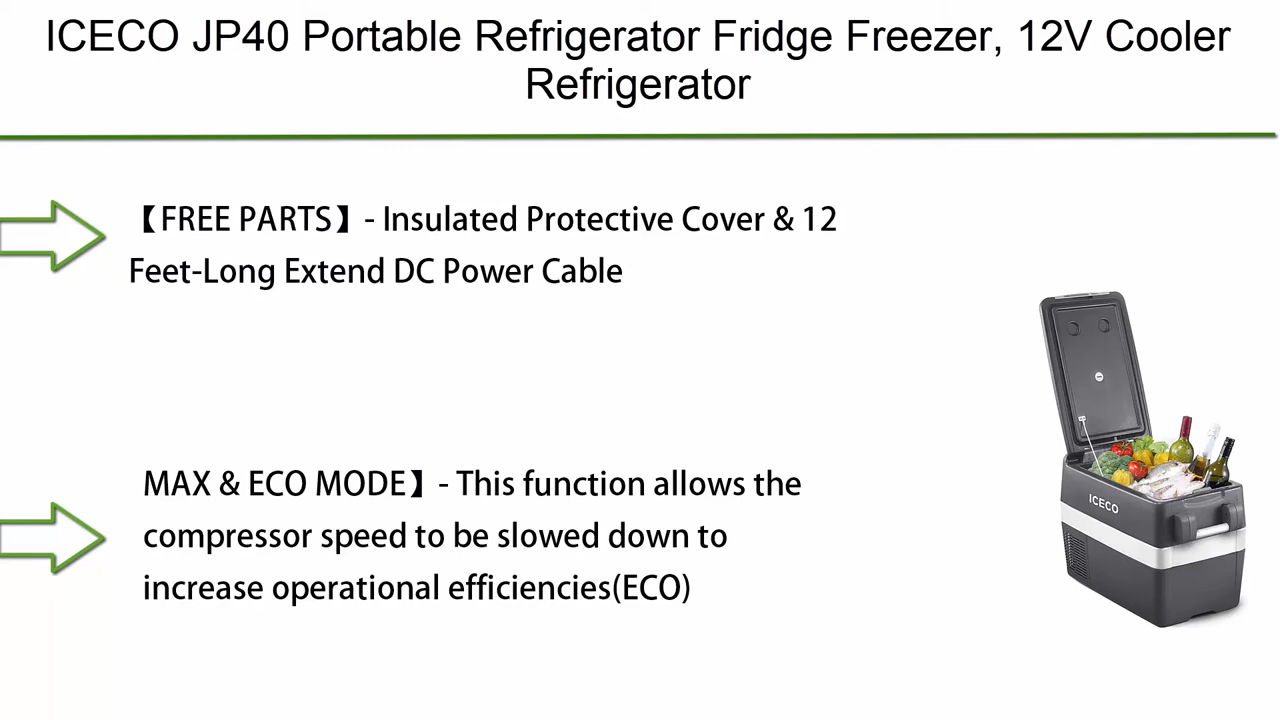 ICECO JP40 Portable Refrigerator Fridge Freezer, 12V Cooler
Refrigerator
【FREE PARTS】- Insulated Protective Cover & 12
Feet-Long Extend DC Power Cable
MAX & ECO MODE】- This function allows the
compressor speed to be slowed down to
increase operational efficiencies(ECO)
ICECO